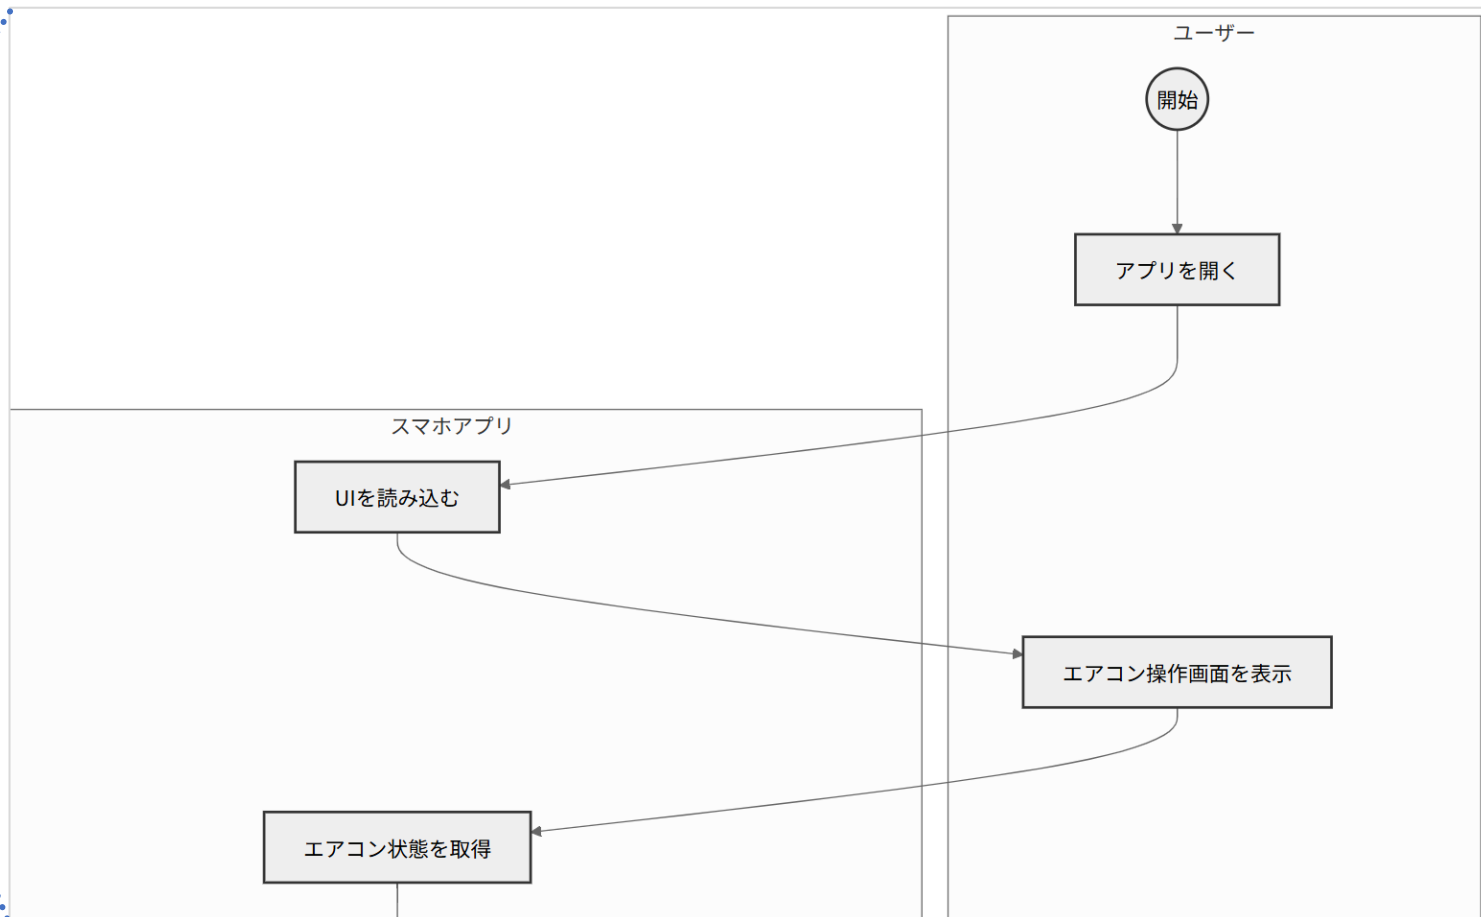 ユーザー
開始
アプリを開く
スマホアプリ
UIを読み込む
エアコン操作画面を表示
エアコン状態を取得